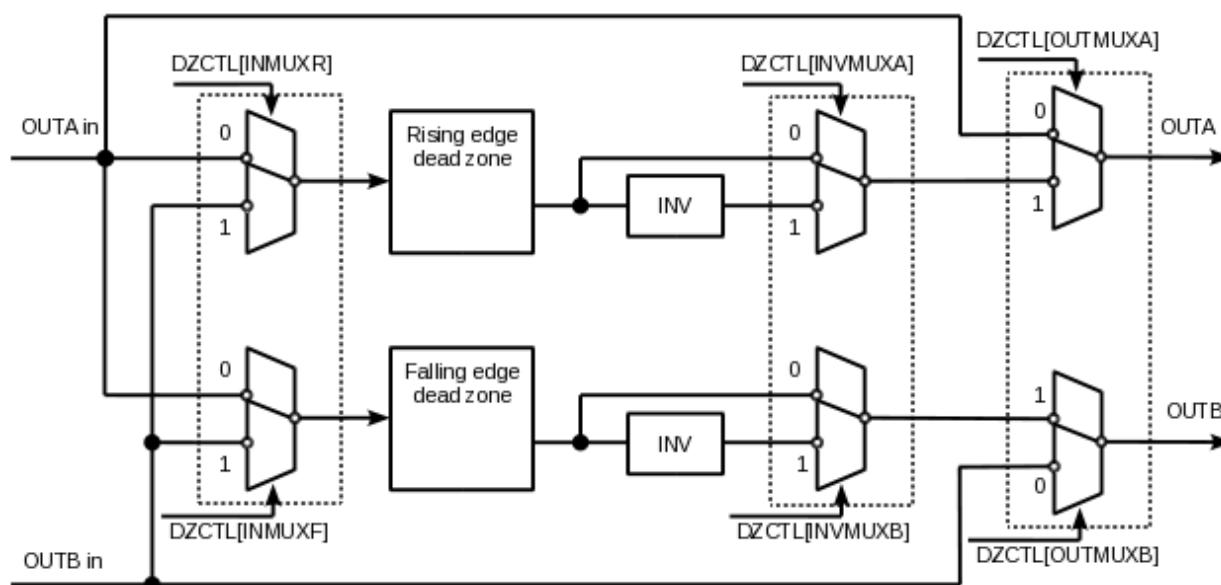 DZCTL[OUTMUXA]
DZCTL[INMUXR]
DZCTL[INVMUXA]
OUTA in
0
Rising edge
dead zone
0
0
OUTA
1
INV
1
1
0
Falling edge
dead zone
0
1
OUTB
1
INV
1
0
DZCTL[INMUXF]
DZCTL[INVMUXB]
OUTB in
DZCTL[OUTMUXB]